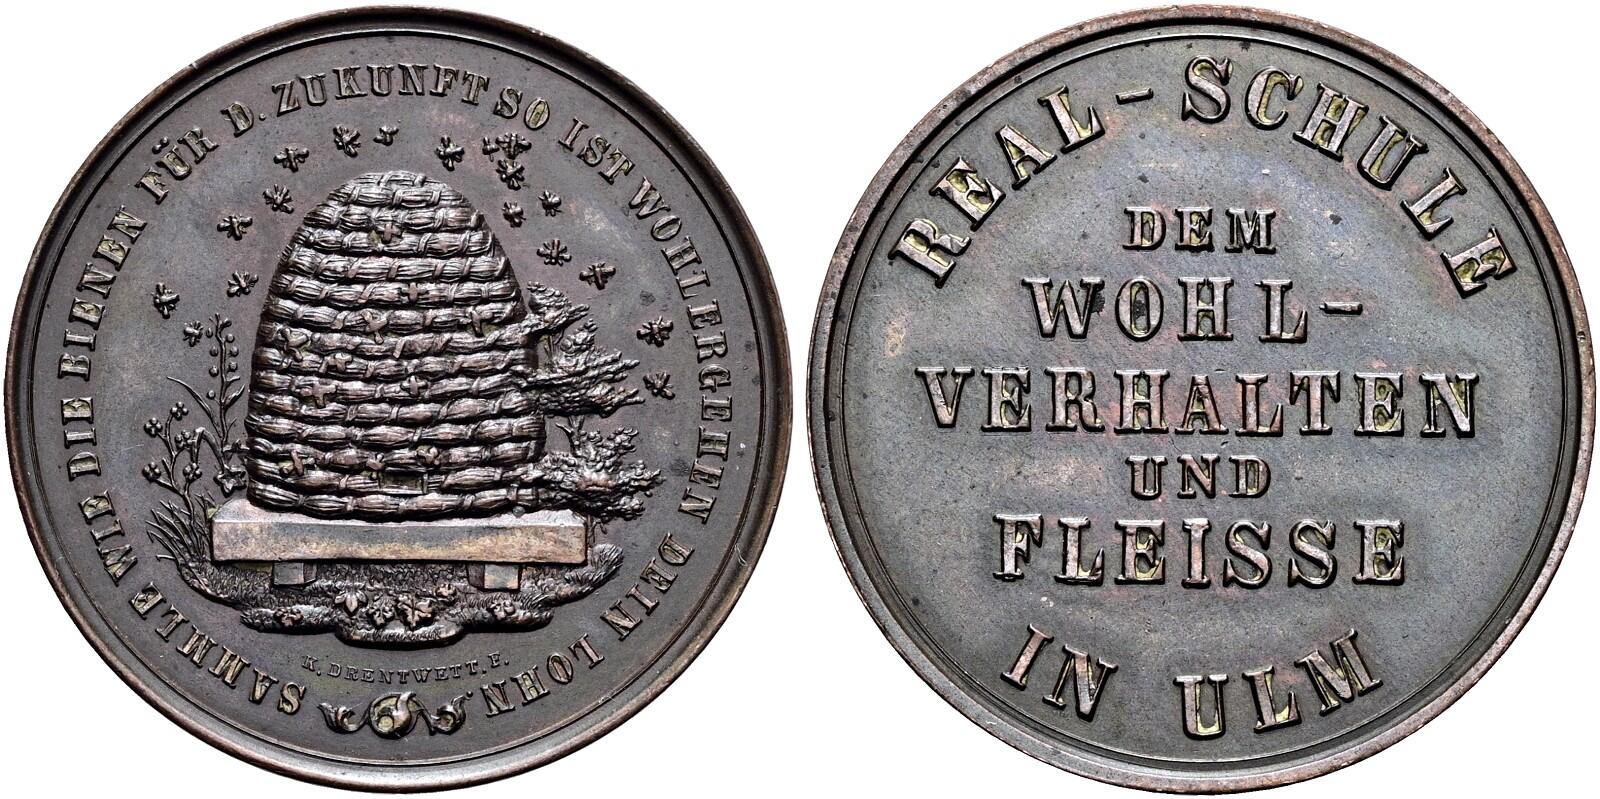 SAMMLE WIE DIE BIENEN FÜR D. ZUKUNFT SO IST WOHLERGEHEN DEIN LOHN.
K. DRENTWETT. F.
REAL-SCHULE
DEM
WOHL-
VERHALTEN
UND
FLEISSE
IN ULM